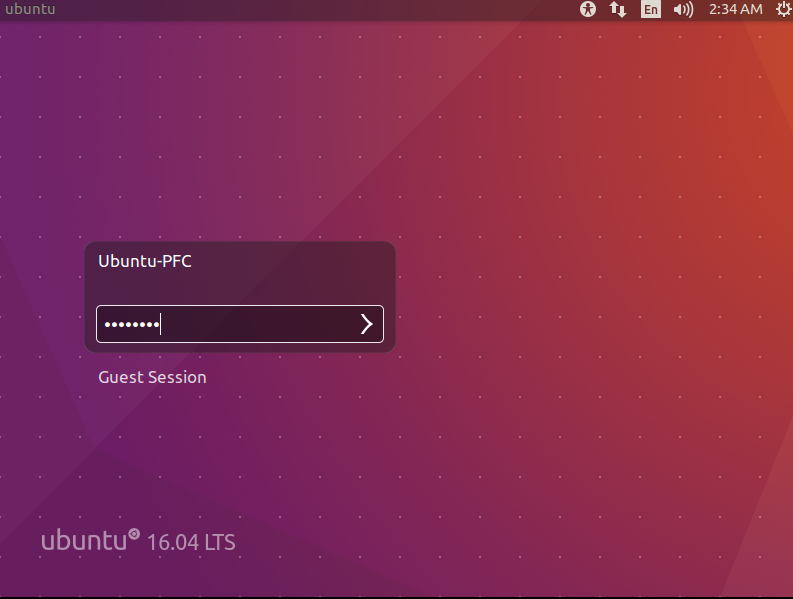 ubuntu
En
2:34 AM
Ubuntu-PFC
••••••••
Guest Session
ubuntu 16.04 LTS